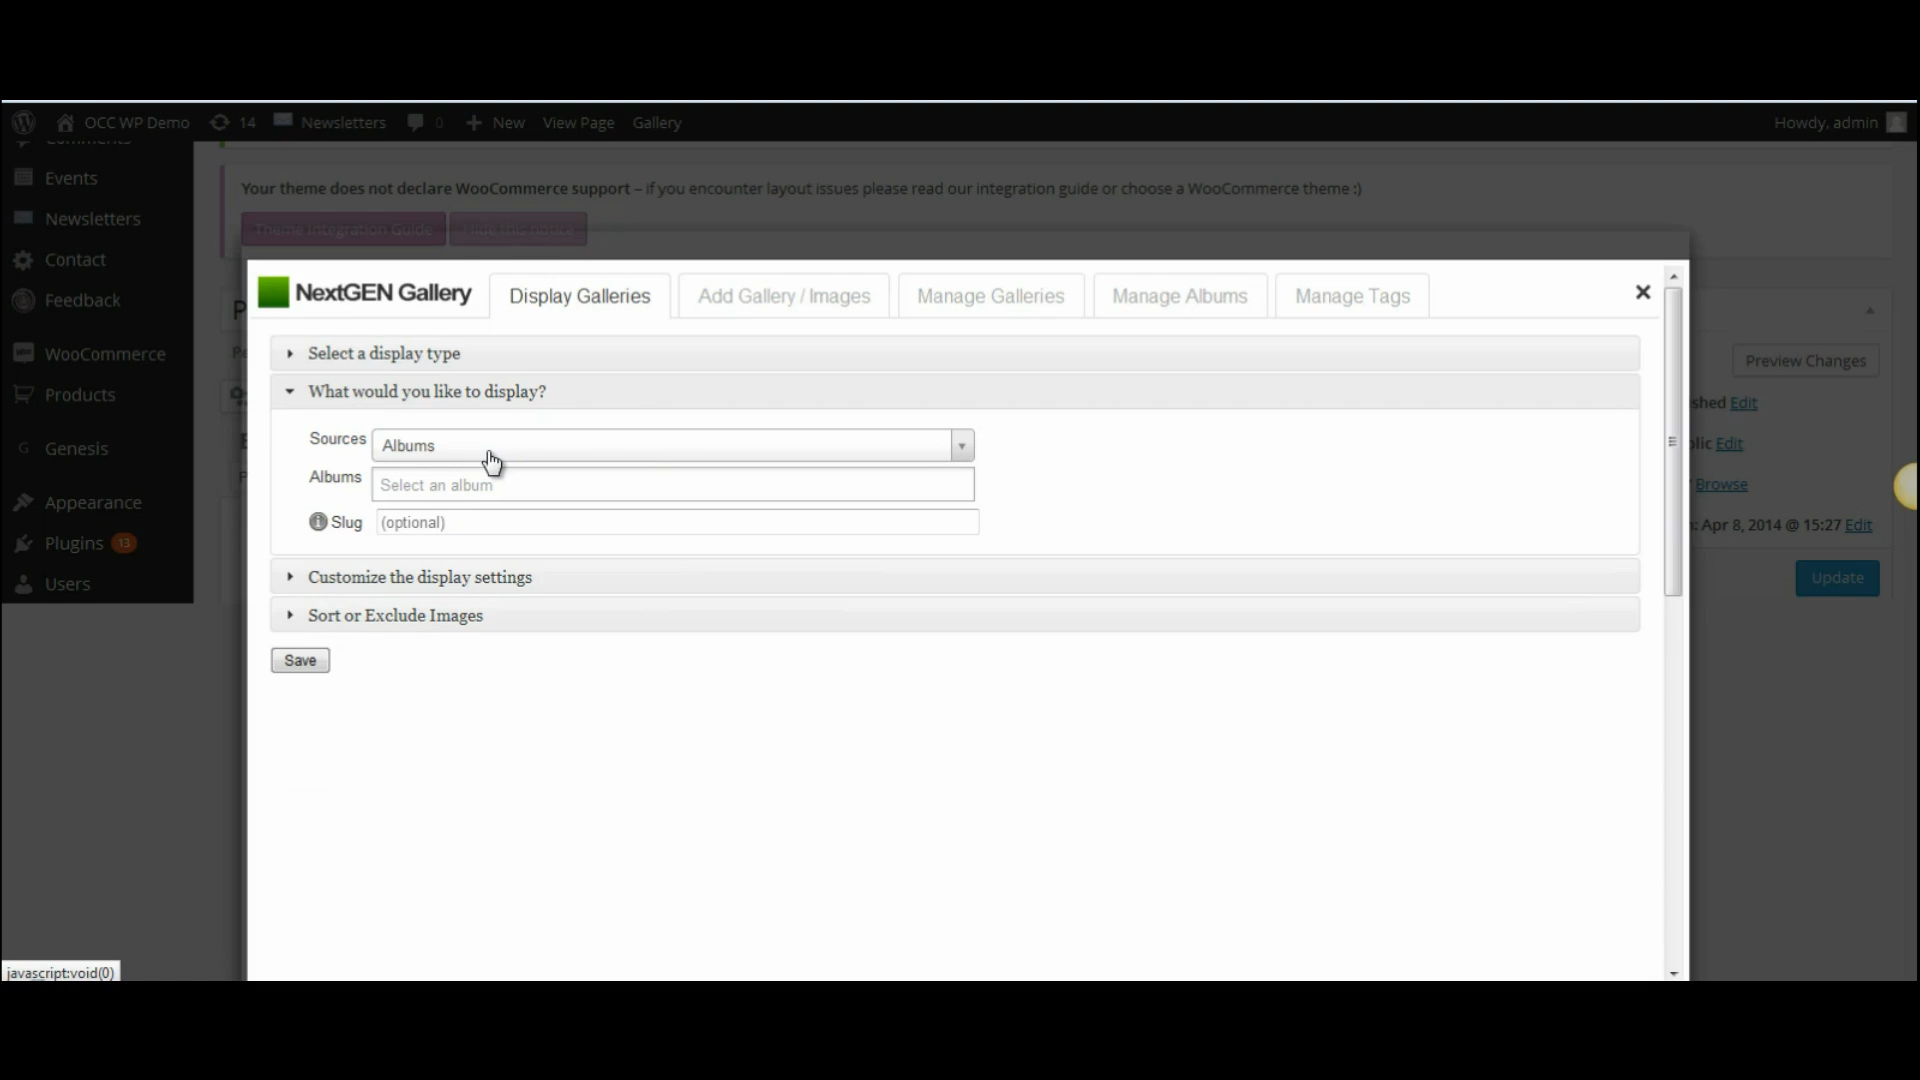 OCC WP Demo 14 Newsletters 0 New View Page Gallery Howdy, admin
Comments
Events
Newsletters
Contact
Feedback
WooCommerce
Products
Genesis
Appearance
Plugins 13
Users
Your theme does not declare WooCommerce support – if you encounter layout issues please read our integration guide or choose a WooCommerce theme :)
Theme Integration Guide Hide this notice
NextGEN Gallery Display Galleries Add Gallery / Images Manage Galleries Manage Albums Manage Tags
Select a display type
What would you like to display?
Sources Albums
Albums Select an album
Slug (optional)
Customize the display settings
Sort or Exclude Images
Save
Preview Changes
shed Edit
blic Edit
Browse
n: Apr 8, 2014 @ 15:27 Edit
Update
javascript:void(0)